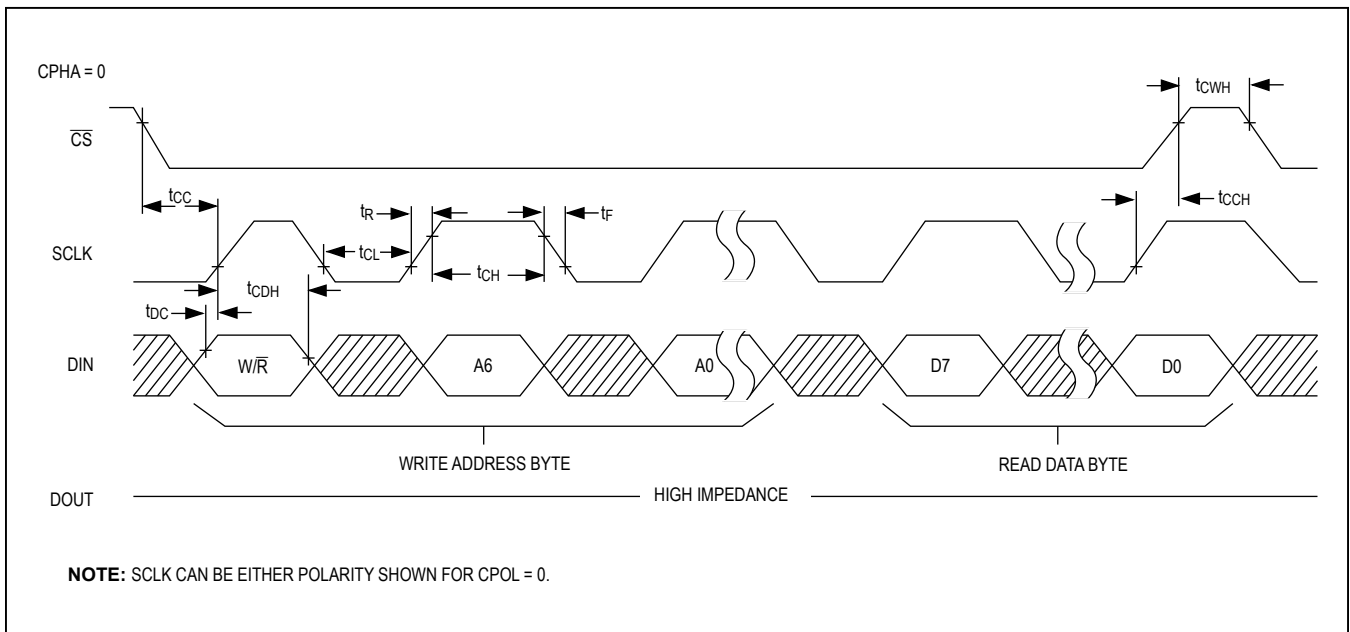 CPHA = 0
tCWH
CS
tCC
tR
tF
tCCH
SCLK
tCL
tCH
tCDH
tDC
DIN
W/R
A6
A0
D7
D0
WRITE ADDRESS BYTE
READ DATA BYTE
DOUT
HIGH IMPEDANCE
NOTE: SCLK CAN BE EITHER POLARITY SHOWN FOR CPOL = 0.